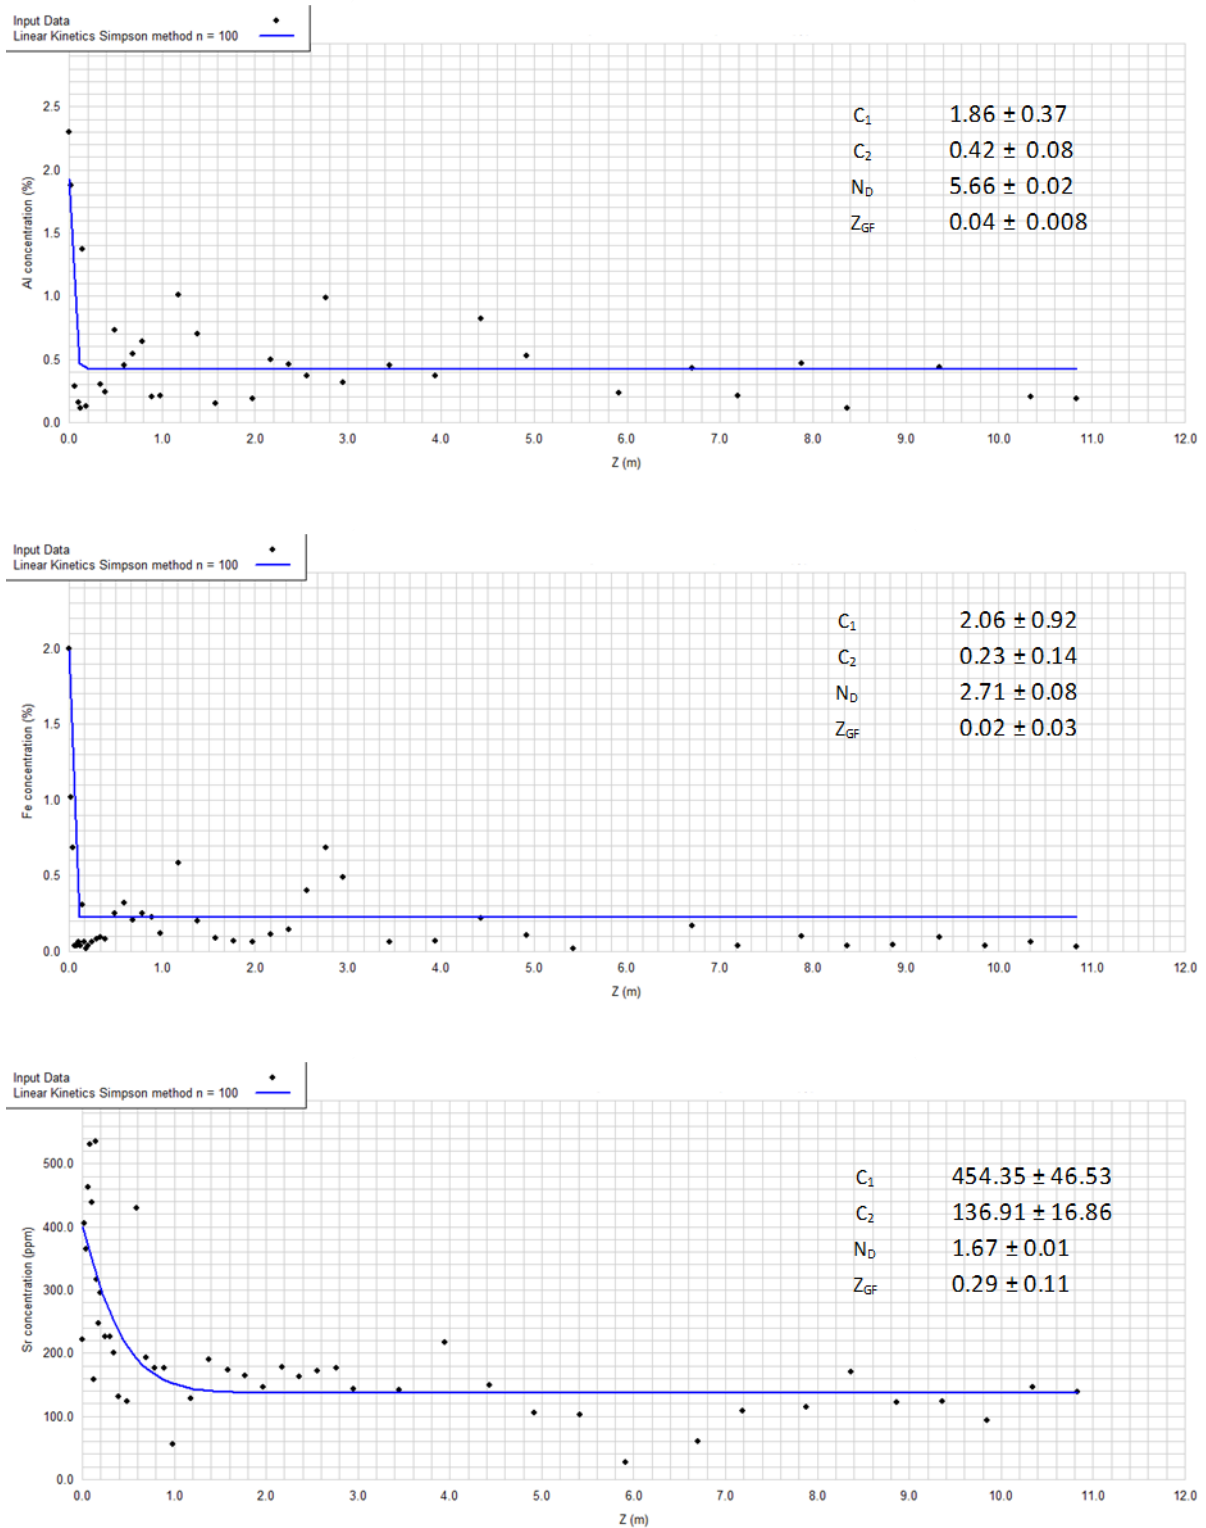 Input Data
Linear Kinetics Simpson method n = 100
Al concentration (%)
2.5
2.0
1.5
1.0
0.5
0.0
C₁ 1.86 ± 0.37
C₂ 0.42 ± 0.08
N_D 5.66 ± 0.02
Z_GF 0.04 ± 0.008
0.0 1.0 2.0 3.0 4.0 5.0 6.0 7.0 8.0 9.0 10.0 11.0 12.0
Z (m)
Input Data
Linear Kinetics Simpson method n = 100
Fe concentration (%)
2.0
1.5
1.0
0.5
0.0
C₁ 2.06 ± 0.92
C₂ 0.23 ± 0.14
N_D 2.71 ± 0.08
Z_GF 0.02 ± 0.03
0.0 1.0 2.0 3.0 4.0 5.0 6.0 7.0 8.0 9.0 10.0 11.0 12.0
Z (m)
Input Data
Linear Kinetics Simpson method n = 100
Sr concentration (ppm)
500.0
400.0
300.0
200.0
100.0
0.0
C₁ 454.35 ± 46.53
C₂ 136.91 ± 16.86
N_D 1.67 ± 0.01
Z_GF 0.29 ± 0.11
0.0 1.0 2.0 3.0 4.0 5.0 6.0 7.0 8.0 9.0 10.0 11.0 12.0
Z (m)